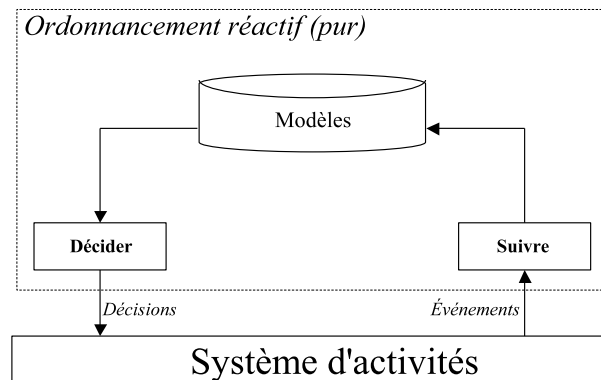 Ordonnancement réactif (pur)
Modèles
Décider
Suivre
Décisions
Événements
Système d'activités